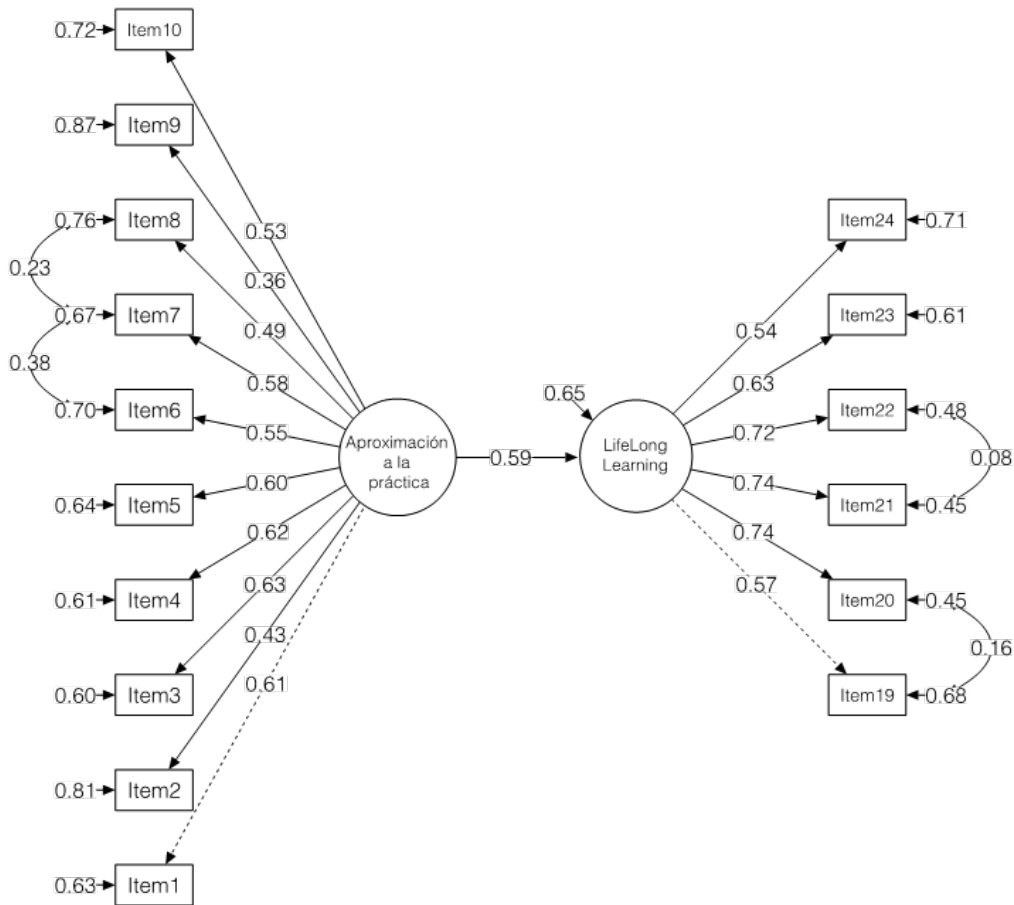 0.72 Item10
0.87 Item9
0.53
0.76 Item8 Item24 0.71
0.23 0.36
0.67 Item7 0.49 0.54 Item23 0.61
0.38 0.58 0.63
0.70 Item6 0.55 0.65 0.72 Item22 0.48
Aproximación
a la
práctica
0.59
LifeLong
Learning
0.08
0.64 Item5 0.60 0.74 Item21 0.45
0.62 0.74
0.61 Item4 0.63 0.57 Item20 0.45
0.43 0.16
0.60 Item3 0.61 Item19 0.68
0.81 Item2
0.63 Item1